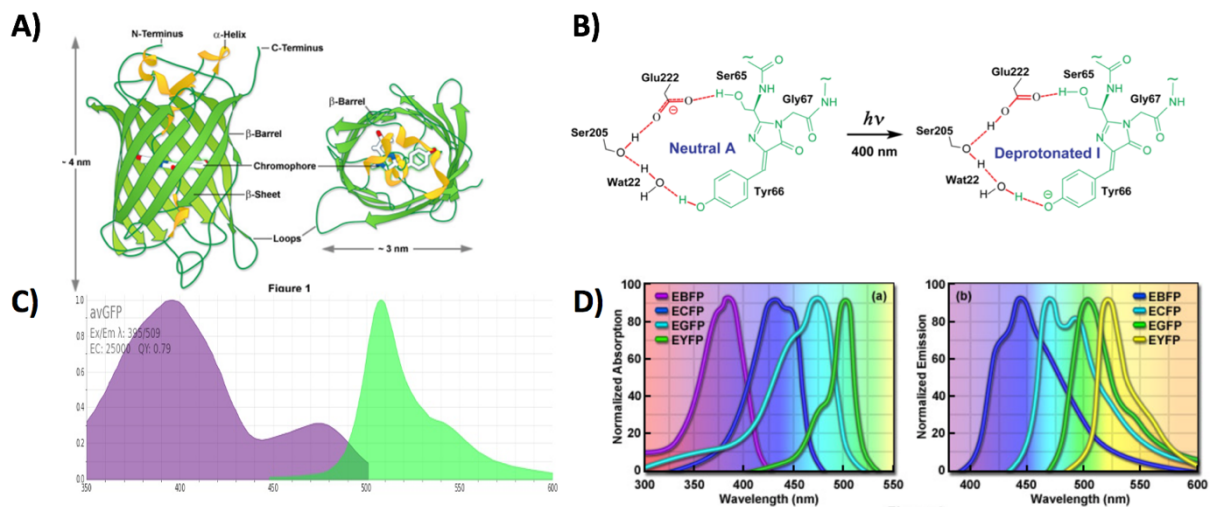 A)
N-Terminus
α-Helix
C-Terminus
β-Barrel
β-Barrel
~ 4 nm
Chromophore
β-Sheet
Loops
~ 3 nm
Figure 1
B)
Glu222
Ser65
Gly67
Ser205
Neutral A
Wat22
Tyr66
hν
400 nm
Glu222
Ser65
Gly67
Ser205
Deprotonated I
Wat22
Tyr66
C)
avGFP
Ex/Em λ: 395/509
EC: 25000 QY: 0.79
1.0
0.8
0.6
0.4
0.2
0.0
350
400
450
500
550
600
D)
(a)
EBFP
ECFP
EGFP
EYFP
Normalized Absorption
100
80
60
40
20
0
300 350 400 450 500 550
Wavelength (nm)
(b)
EBFP
ECFP
EGFP
EYFP
Normalized Emission
100
80
60
40
20
0
400 450 500 550 600
Wavelength (nm)